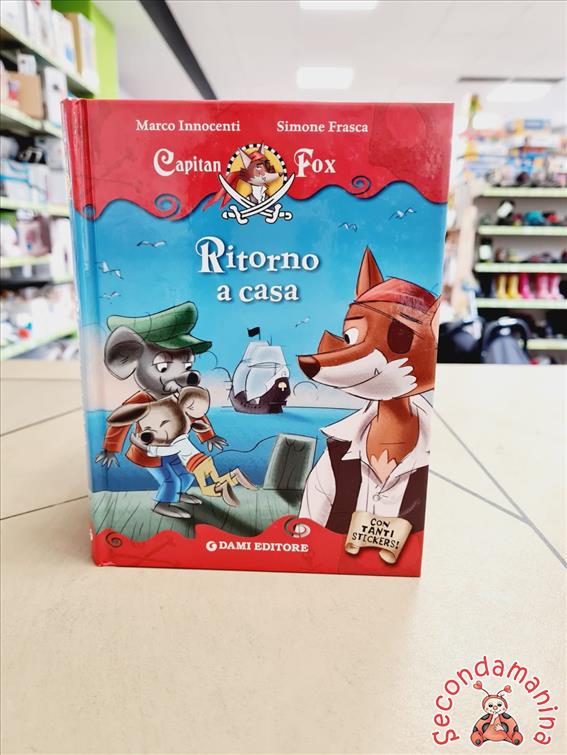 Marco Innocenti Simone Frasca
Capitan Fox
Ritorno
a casa
CON
TANTI
STICKERS!
DAMI EDITORE
Secondamanina